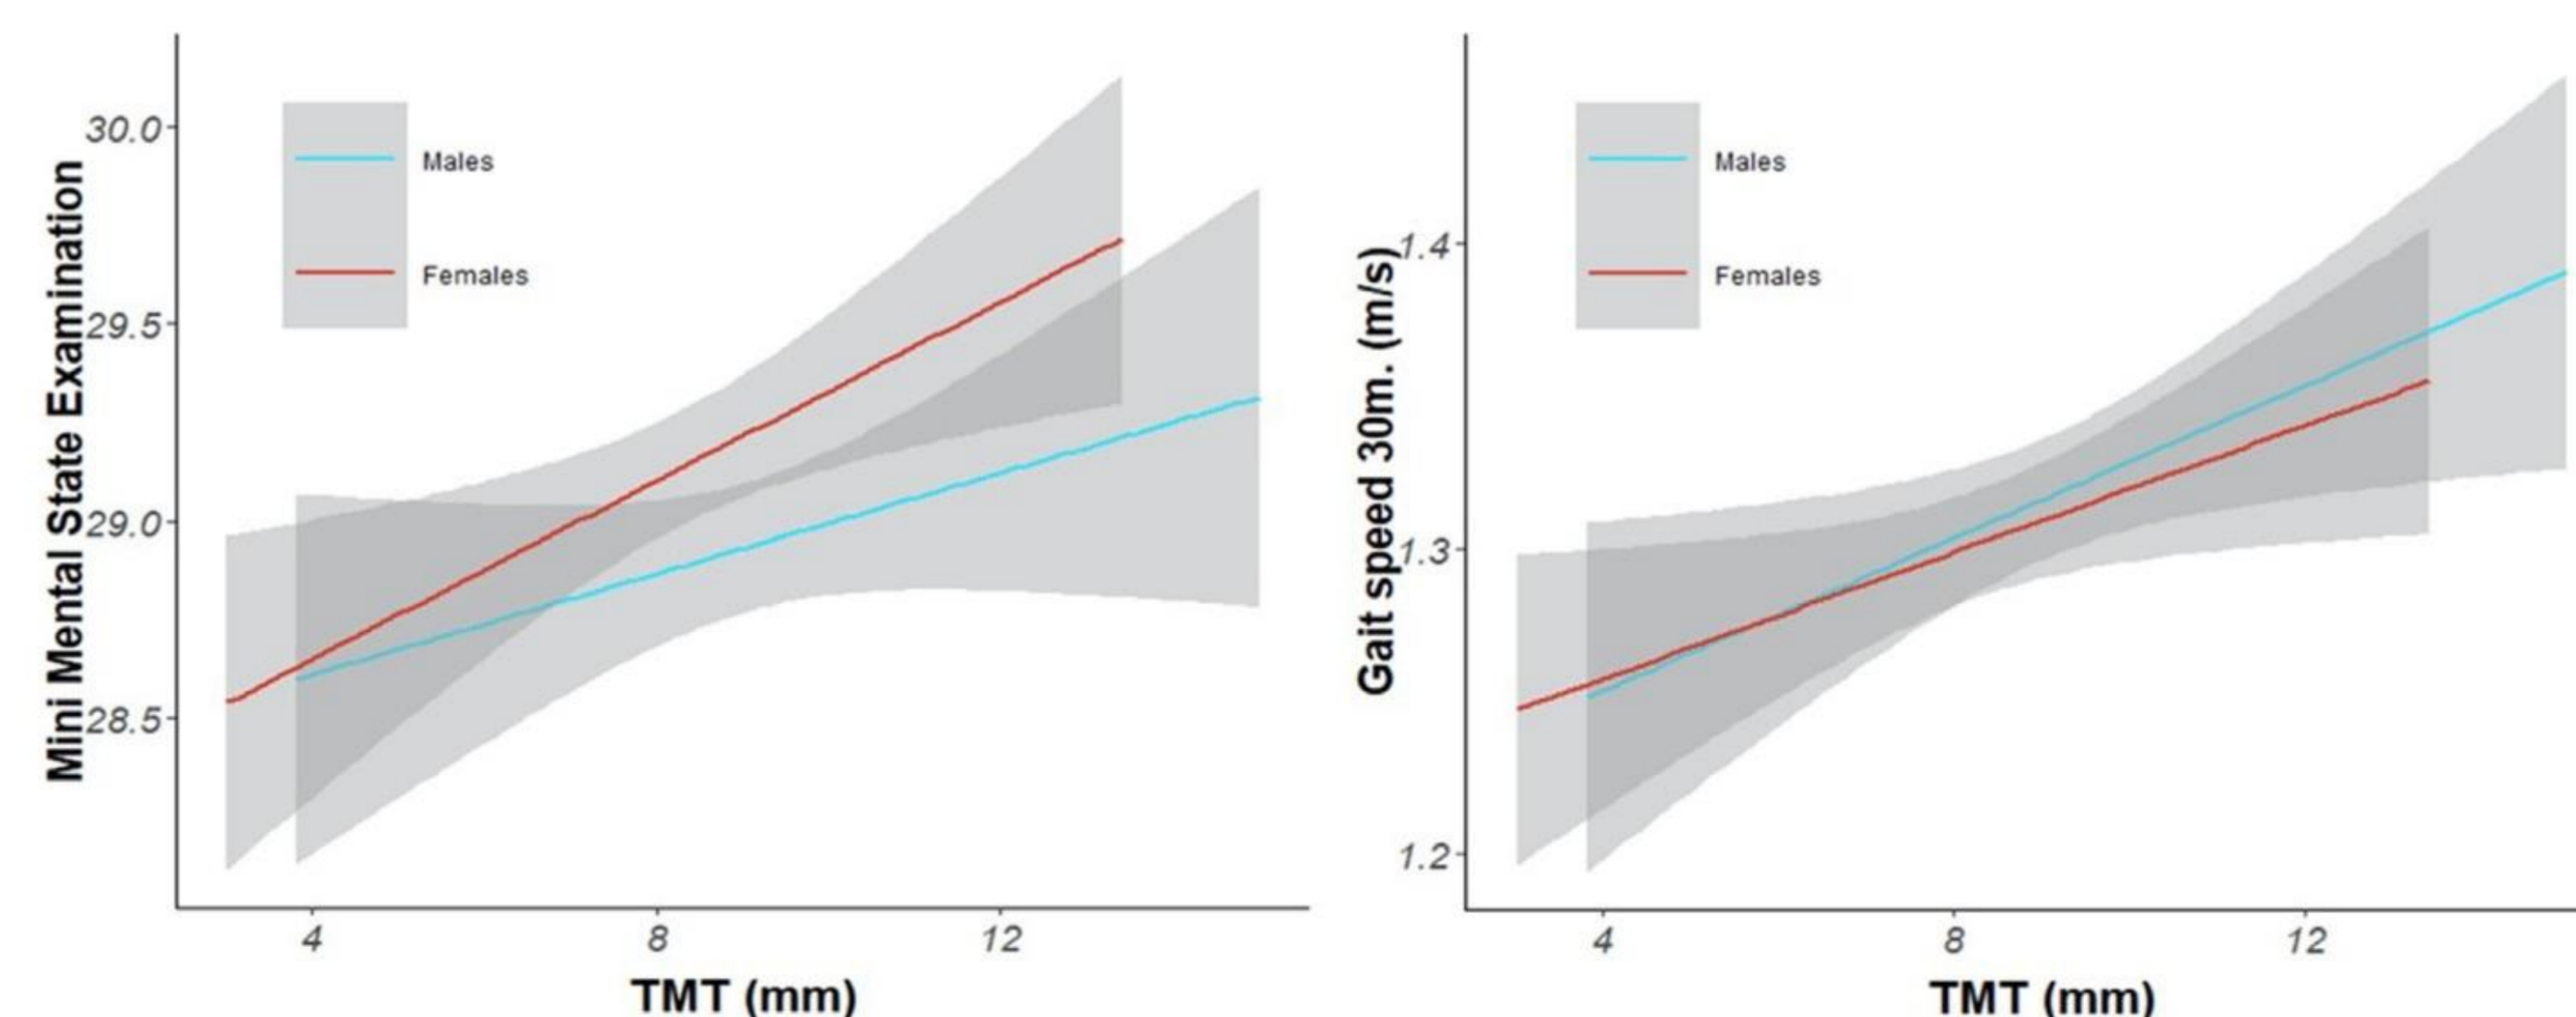 Mini Mental State Examination
30.0
29.5
29.0
28.5
Males
Females
4
8
12
TMT (mm)
Gait speed 30m. (m/s)
1.4
1.3
1.2
Males
Females
4
8
12
TMT (mm)